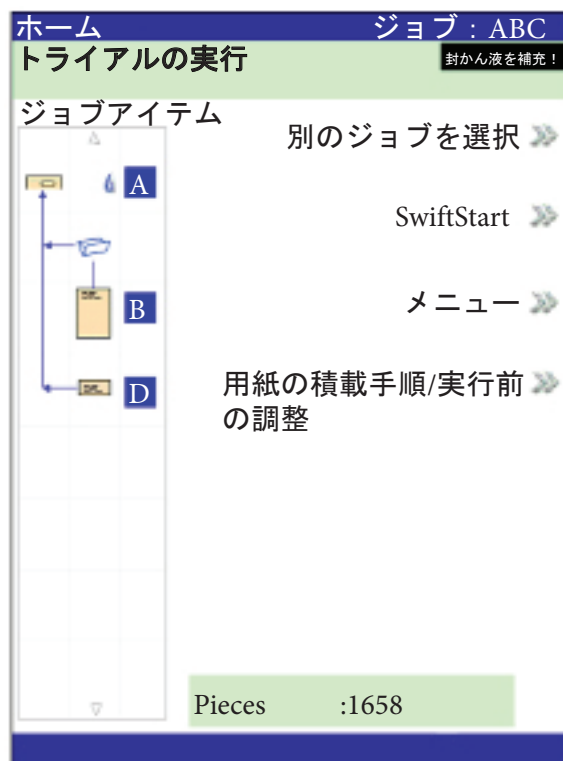 ホーム ジョブ : ABC
トライアルの実行 封かん液を補充！
ジョブアイテム
別のジョブを選択
A
SwiftStart
メニュー
B
用紙の積載手順/実行前
の調整
D
Pieces :1658